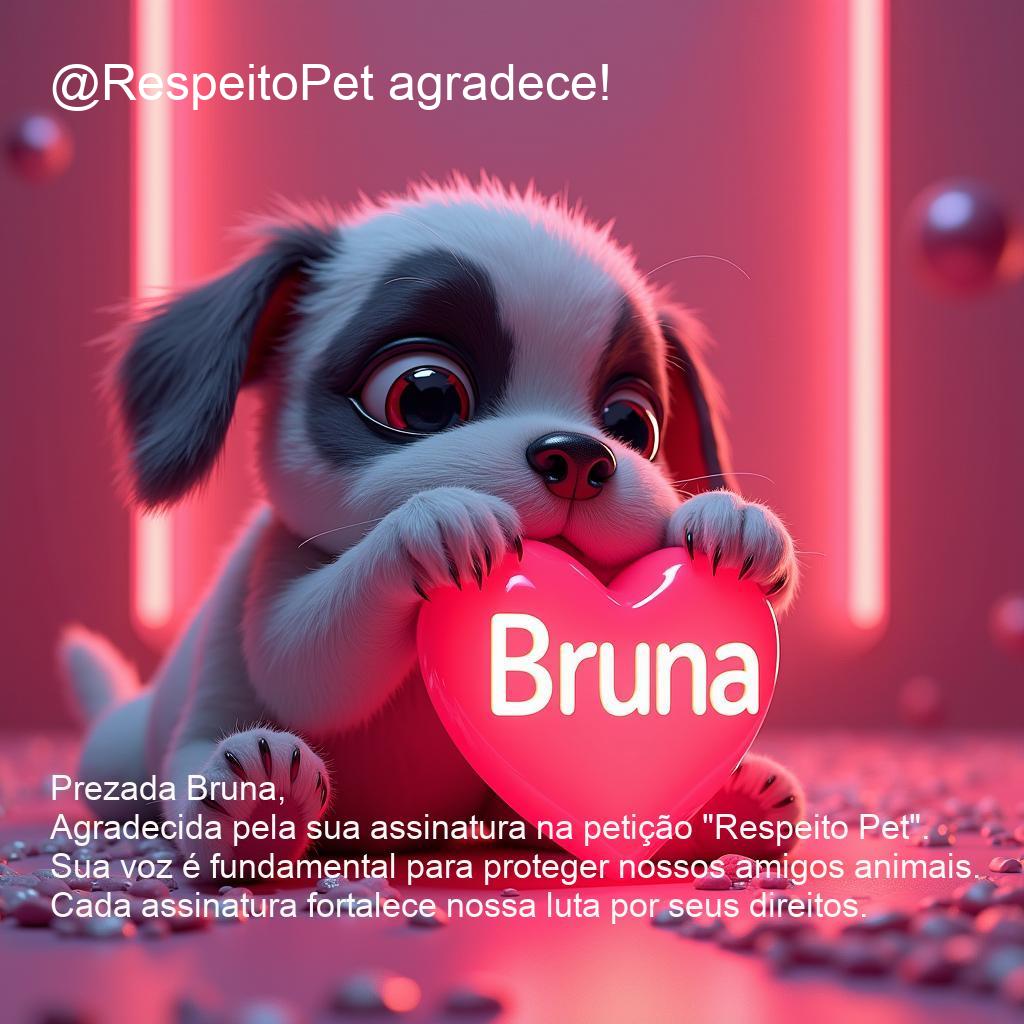 @RespeitoPet agradece!
Bruna
Prezada Bruna,
Agradecida pela sua assinatura na petição "Respeito Pet".
Sua voz é fundamental para proteger nossos amigos animais.
Cada assinatura fortalece nossa luta por seus direitos.